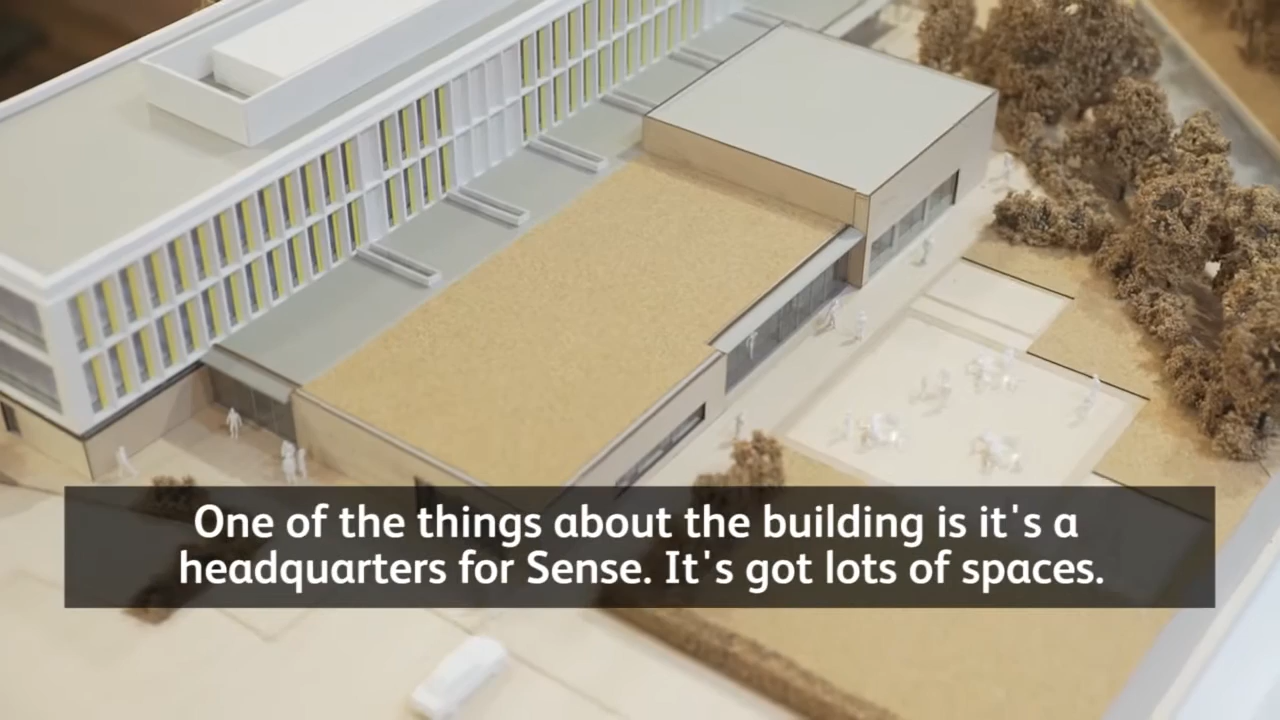 One of the things about the building is it's a
headquarters for Sense. It's got lots of spaces.